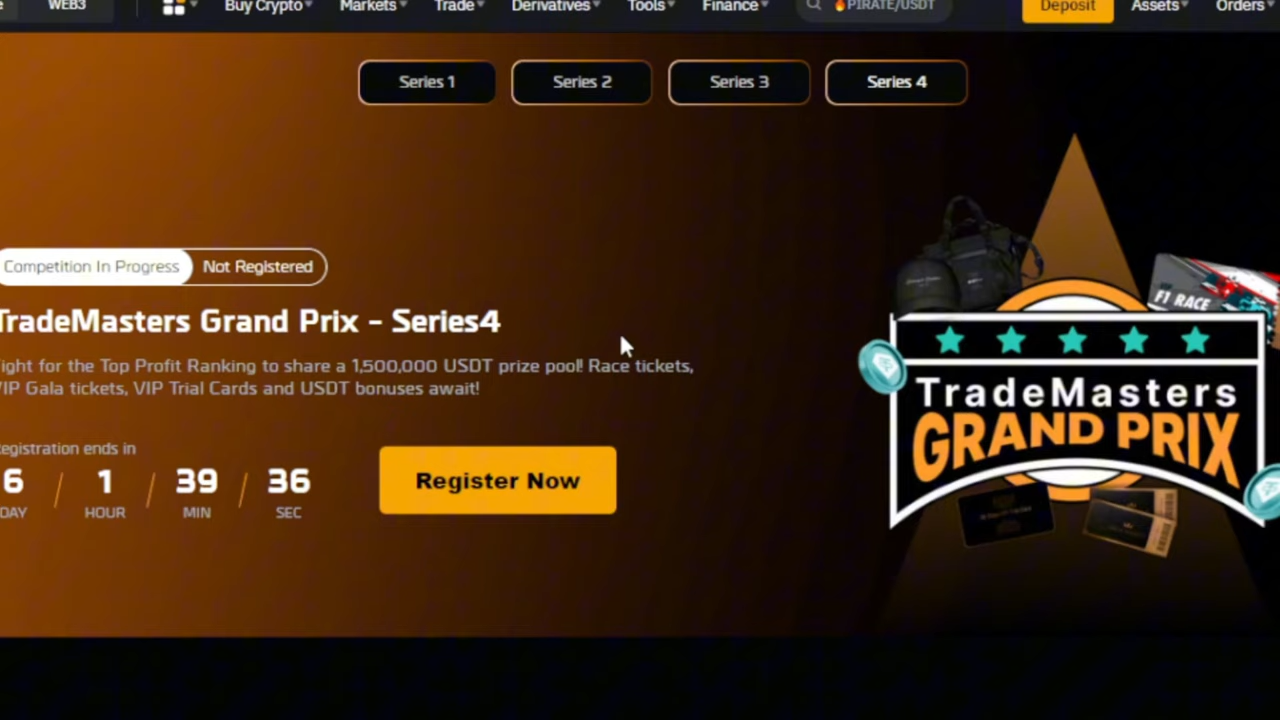 WEB3
Buy Crypto
Markets
Trade
Derivatives
Tools
Finance
PIRATE/USDT
Deposit
Assets
Orders
Series 1
Series 2
Series 3
Series 4
Competition In Progress
Not Registered
TradeMasters Grand Prix - Series4
ight for the Top Profit Ranking to share a 1,500,000 USDT prize pool! Race tickets,
VIP Gala tickets, VIP Trial Cards and USDT bonuses await!
egistration ends in
6
1
39
36
DAY
HOUR
MIN
SEC
Register Now
F1 RACE
TradeMasters
GRAND PRIX